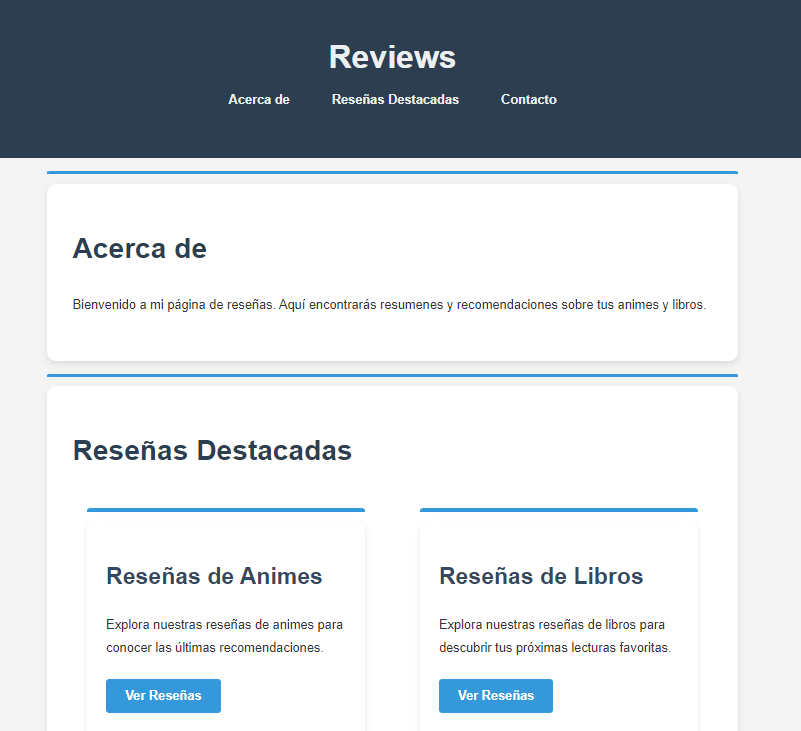 Reviews
Acerca de Reseñas Destacadas Contacto
Acerca de
Bienvenido a mi página de reseñas. Aquí encontrarás resumenes y recomendaciones sobre tus animes y libros.
Reseñas Destacadas
Reseñas de Animes
Explora nuestras reseñas de animes para
conocer las últimas recomendaciones.
Ver Reseñas
Reseñas de Libros
Explora nuestras reseñas de libros para
descubrir tus próximas lecturas favoritas.
Ver Reseñas